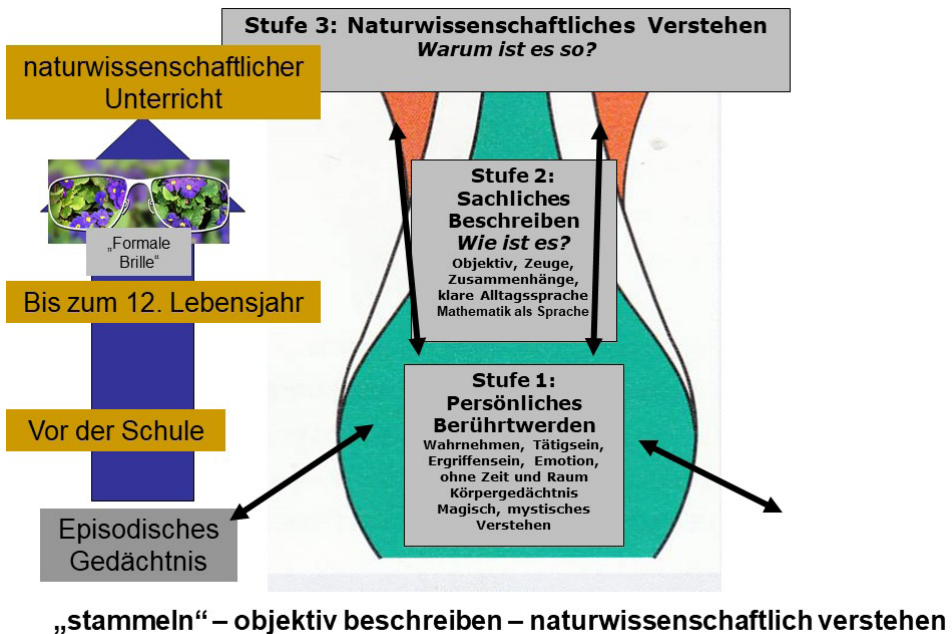 Stufe 3: Naturwissenschaftliches Verstehen
Warum ist es so?
naturwissenschaftlicher
Unterricht
„Formale
Brille“
Bis zum 12. Lebensjahr
Vor der Schule
Episodisches
Gedächtnis
Stufe 2:
Sachliches
Beschreiben
Wie ist es?
Objektiv, Zeuge,
Zusammenhänge,
klare Alltagssprache
Mathematik als Sprache
Stufe 1:
Persönliches
Berührtwerden
Wahrnehmen, Tätigsein,
Ergriffensein, Emotion,
ohne Zeit und Raum
Körpergedächtnis
Magisch, mystisches
Verstehen
„stammeln“ – objektiv beschreiben – naturwissenschaftlich verstehen